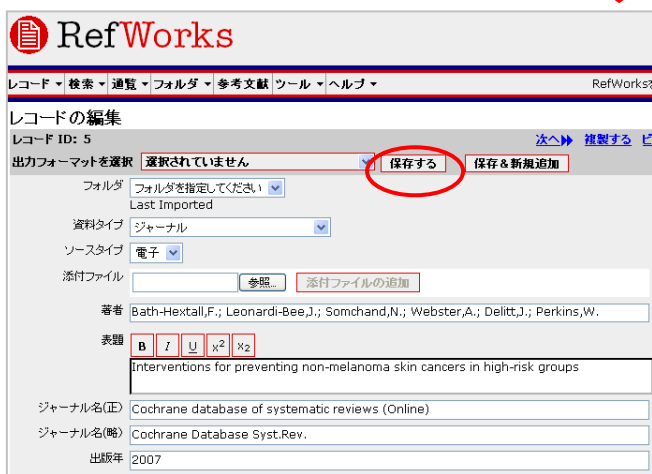 RefWorks
レコード 検索 通覧 フォルダ 参考文献 ツール ヘルプ RefWorks
レコードの編集
レコード ID: 5 次へ 複製する
出力フォーマットを選択 選択されていません 保存する 保存&新規追加
フォルダ フォルダを指定してください
Last Imported
資料タイプ ジャーナル
ソースタイプ 電子
添付ファイル 参照... 添付ファイルの追加
著者 Bath-Hextall,F.; Leonardi-Bee,J.; Somchand,N.; Webster,A.; Delitt,J.; Perkins,W.
表題 B I U x² x₂
Interventions for preventing non-melanoma skin cancers in high-risk groups
ジャーナル名(正) Cochrane database of systematic reviews (Online)
ジャーナル名(略) Cochrane Database Syst.Rev.
出版年 2007